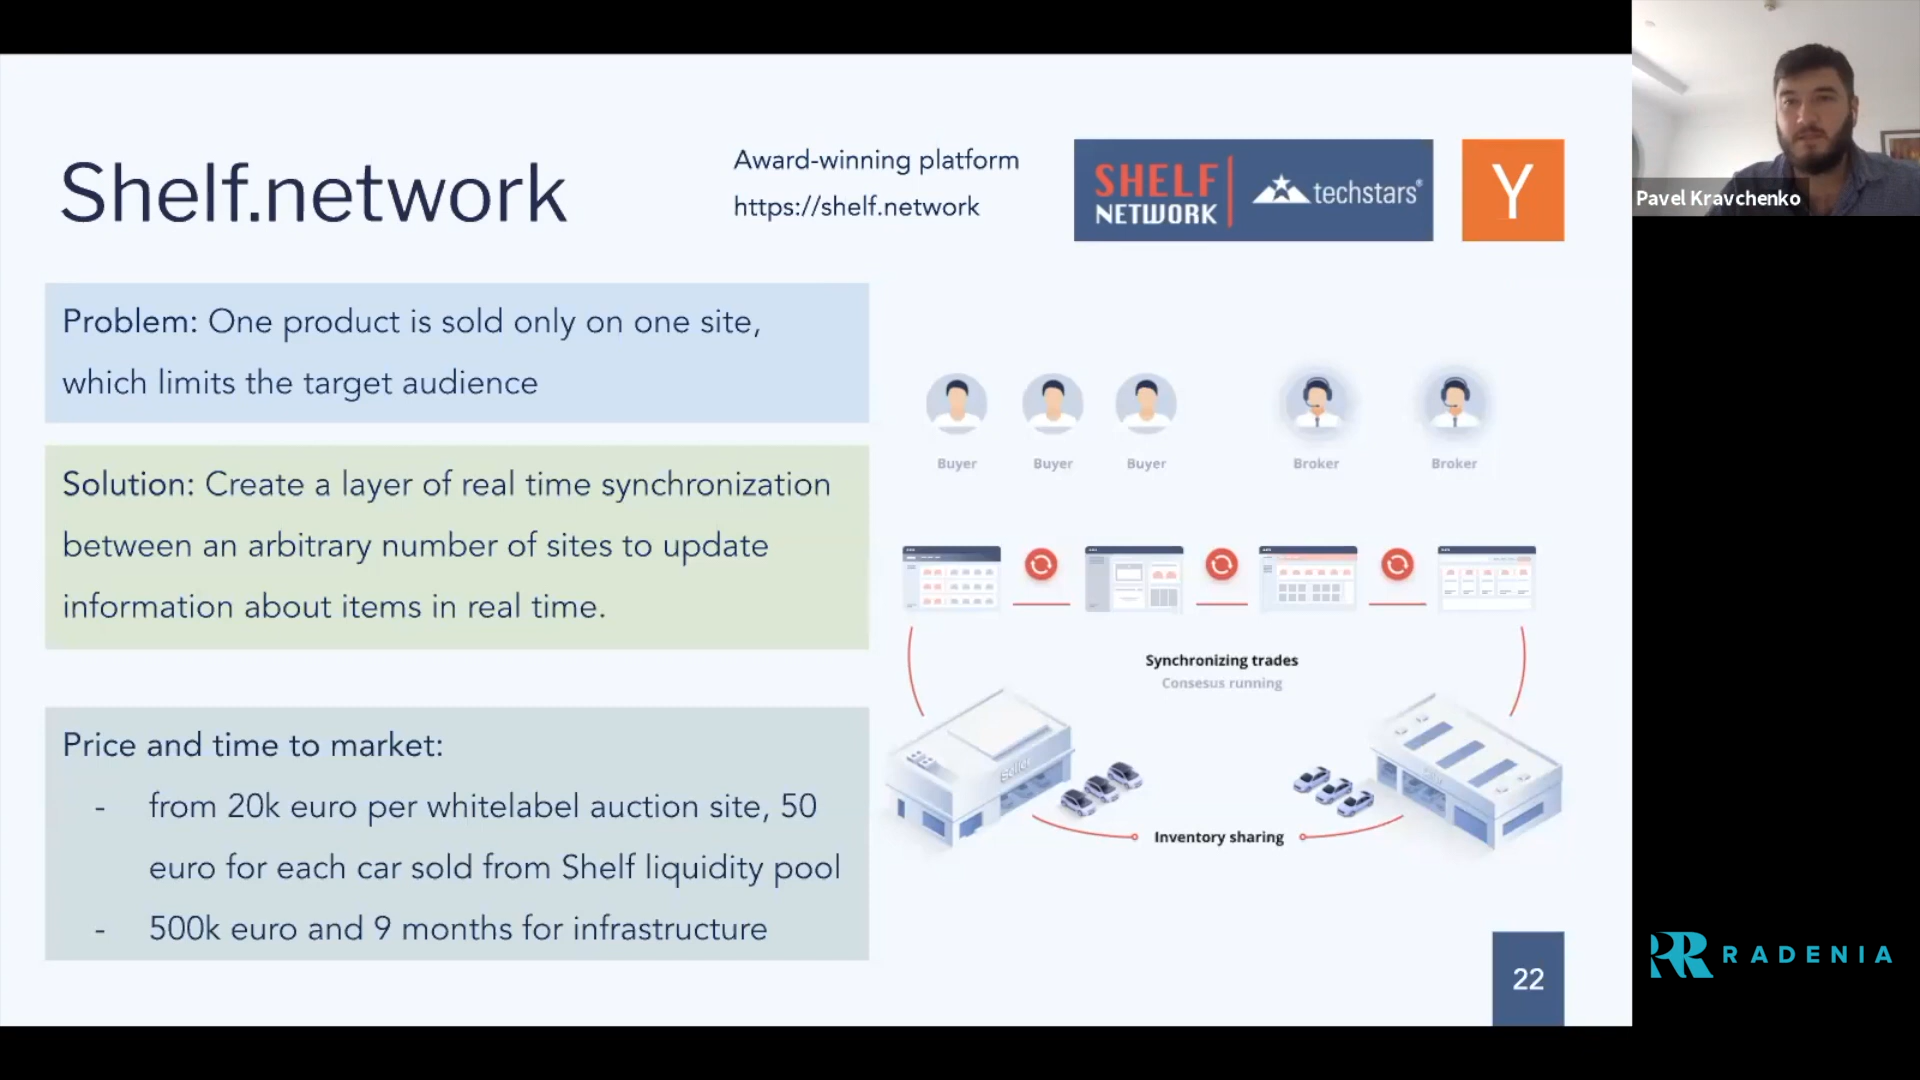 Shelf.network
Award-winning platform
https://shelf.network
SHELF
NETWORK
techstars®
Y
Pavel Kravchenko
Problem: One product is sold only on one site,
which limits the target audience
Solution: Create a layer of real time synchronization
between an arbitrary number of sites to update
information about items in real time.
Price and time to market:
- from 20k euro per whitelabel auction site, 50
euro for each car sold from Shelf liquidity pool
- 500k euro and 9 months for infrastructure
Buyer Buyer Buyer Broker Broker
Synchronizing trades
Consesus running
Seller
Inventory sharing
22
RADENIA